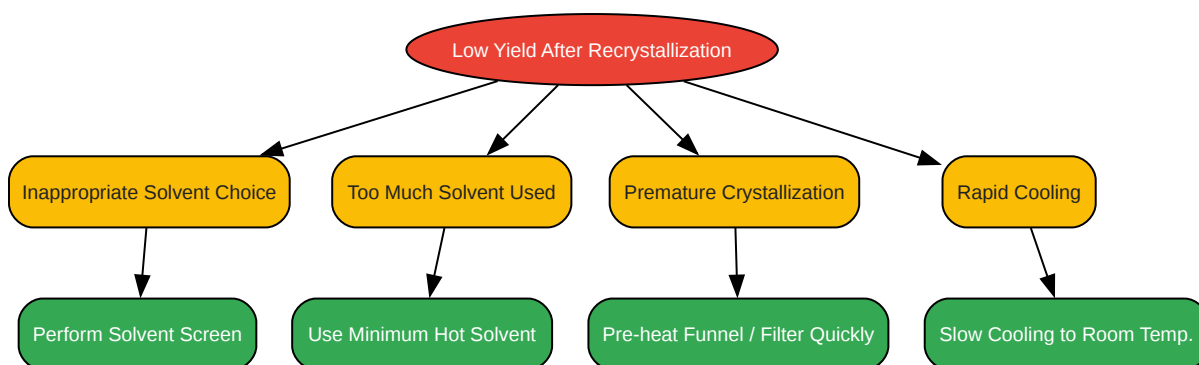 Low Yield After Recrystallization
Inappropriate Solvent Choice
Too Much Solvent Used
Premature Crystallization
Rapid Cooling
Perform Solvent Screen
Use Minimum Hot Solvent
Pre-heat Funnel / Filter Quickly
Slow Cooling to Room Temp.